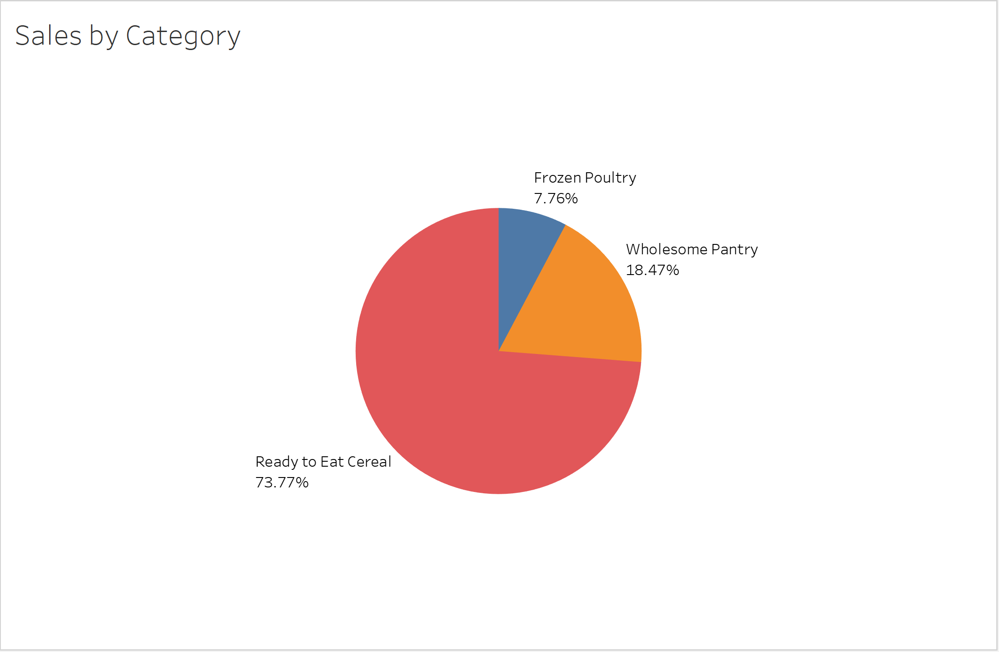 Sales by Category
Frozen Poultry
7.76%
Wholesome Pantry
18.47%
Ready to Eat Cereal
73.77%